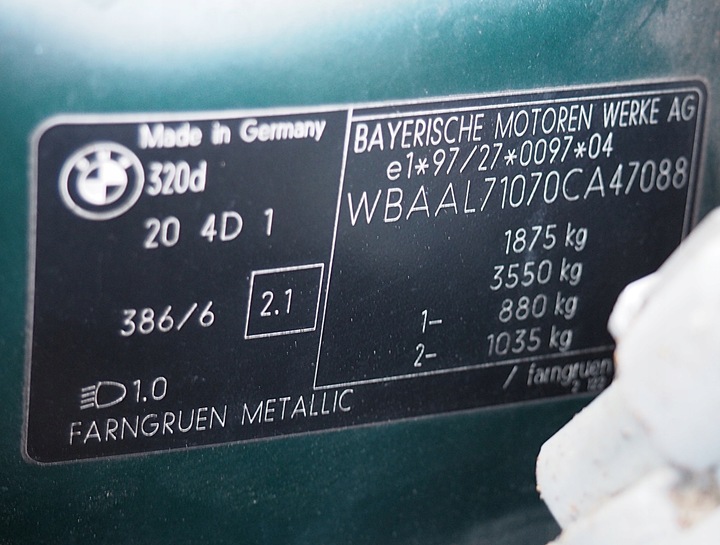 Made in Germany
320d
20 4D 1
386/6
2.1
1.0
FARNGRUEN METALLIC
BAYERISCHE MOTOREN WERKE AG
e1*97/27*0097*04
WBAAL71070CA47088
1875 kg
3550 kg
1- 880 kg
2- 1035 kg
/ farngruen